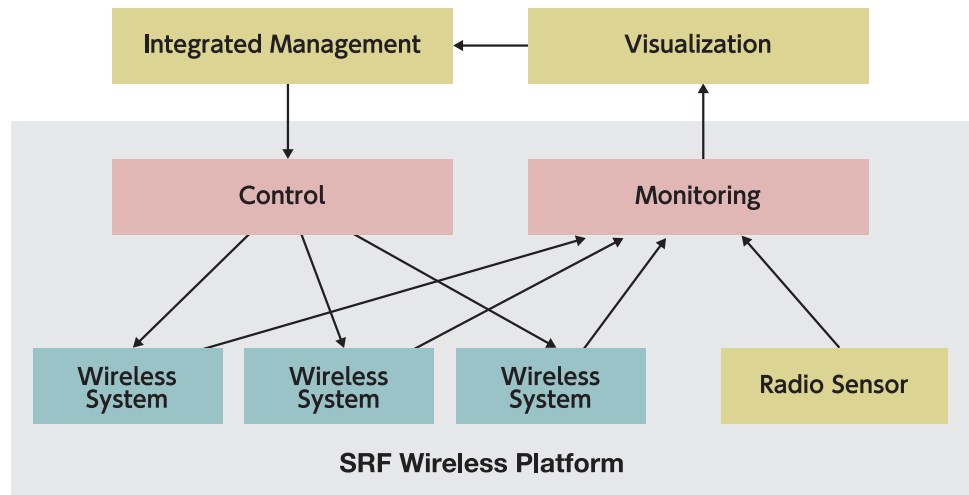 Integrated Management
Visualization
Control
Monitoring
Wireless
System
Wireless
System
Wireless
System
Radio Sensor
SRF Wireless Platform